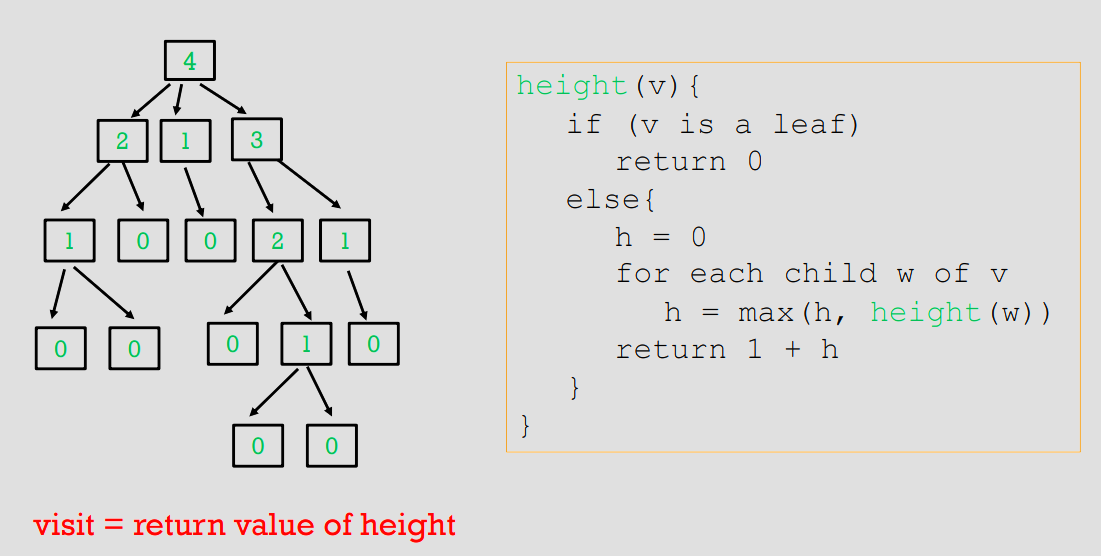 4
2 1 3
1 0 0 2 1
0 0 0 1 0
0 0
height(v){
if (v is a leaf)
return 0
else{
h = 0
for each child w of v
h = max(h, height(w))
return 1 + h
}
}
visit = return value of height